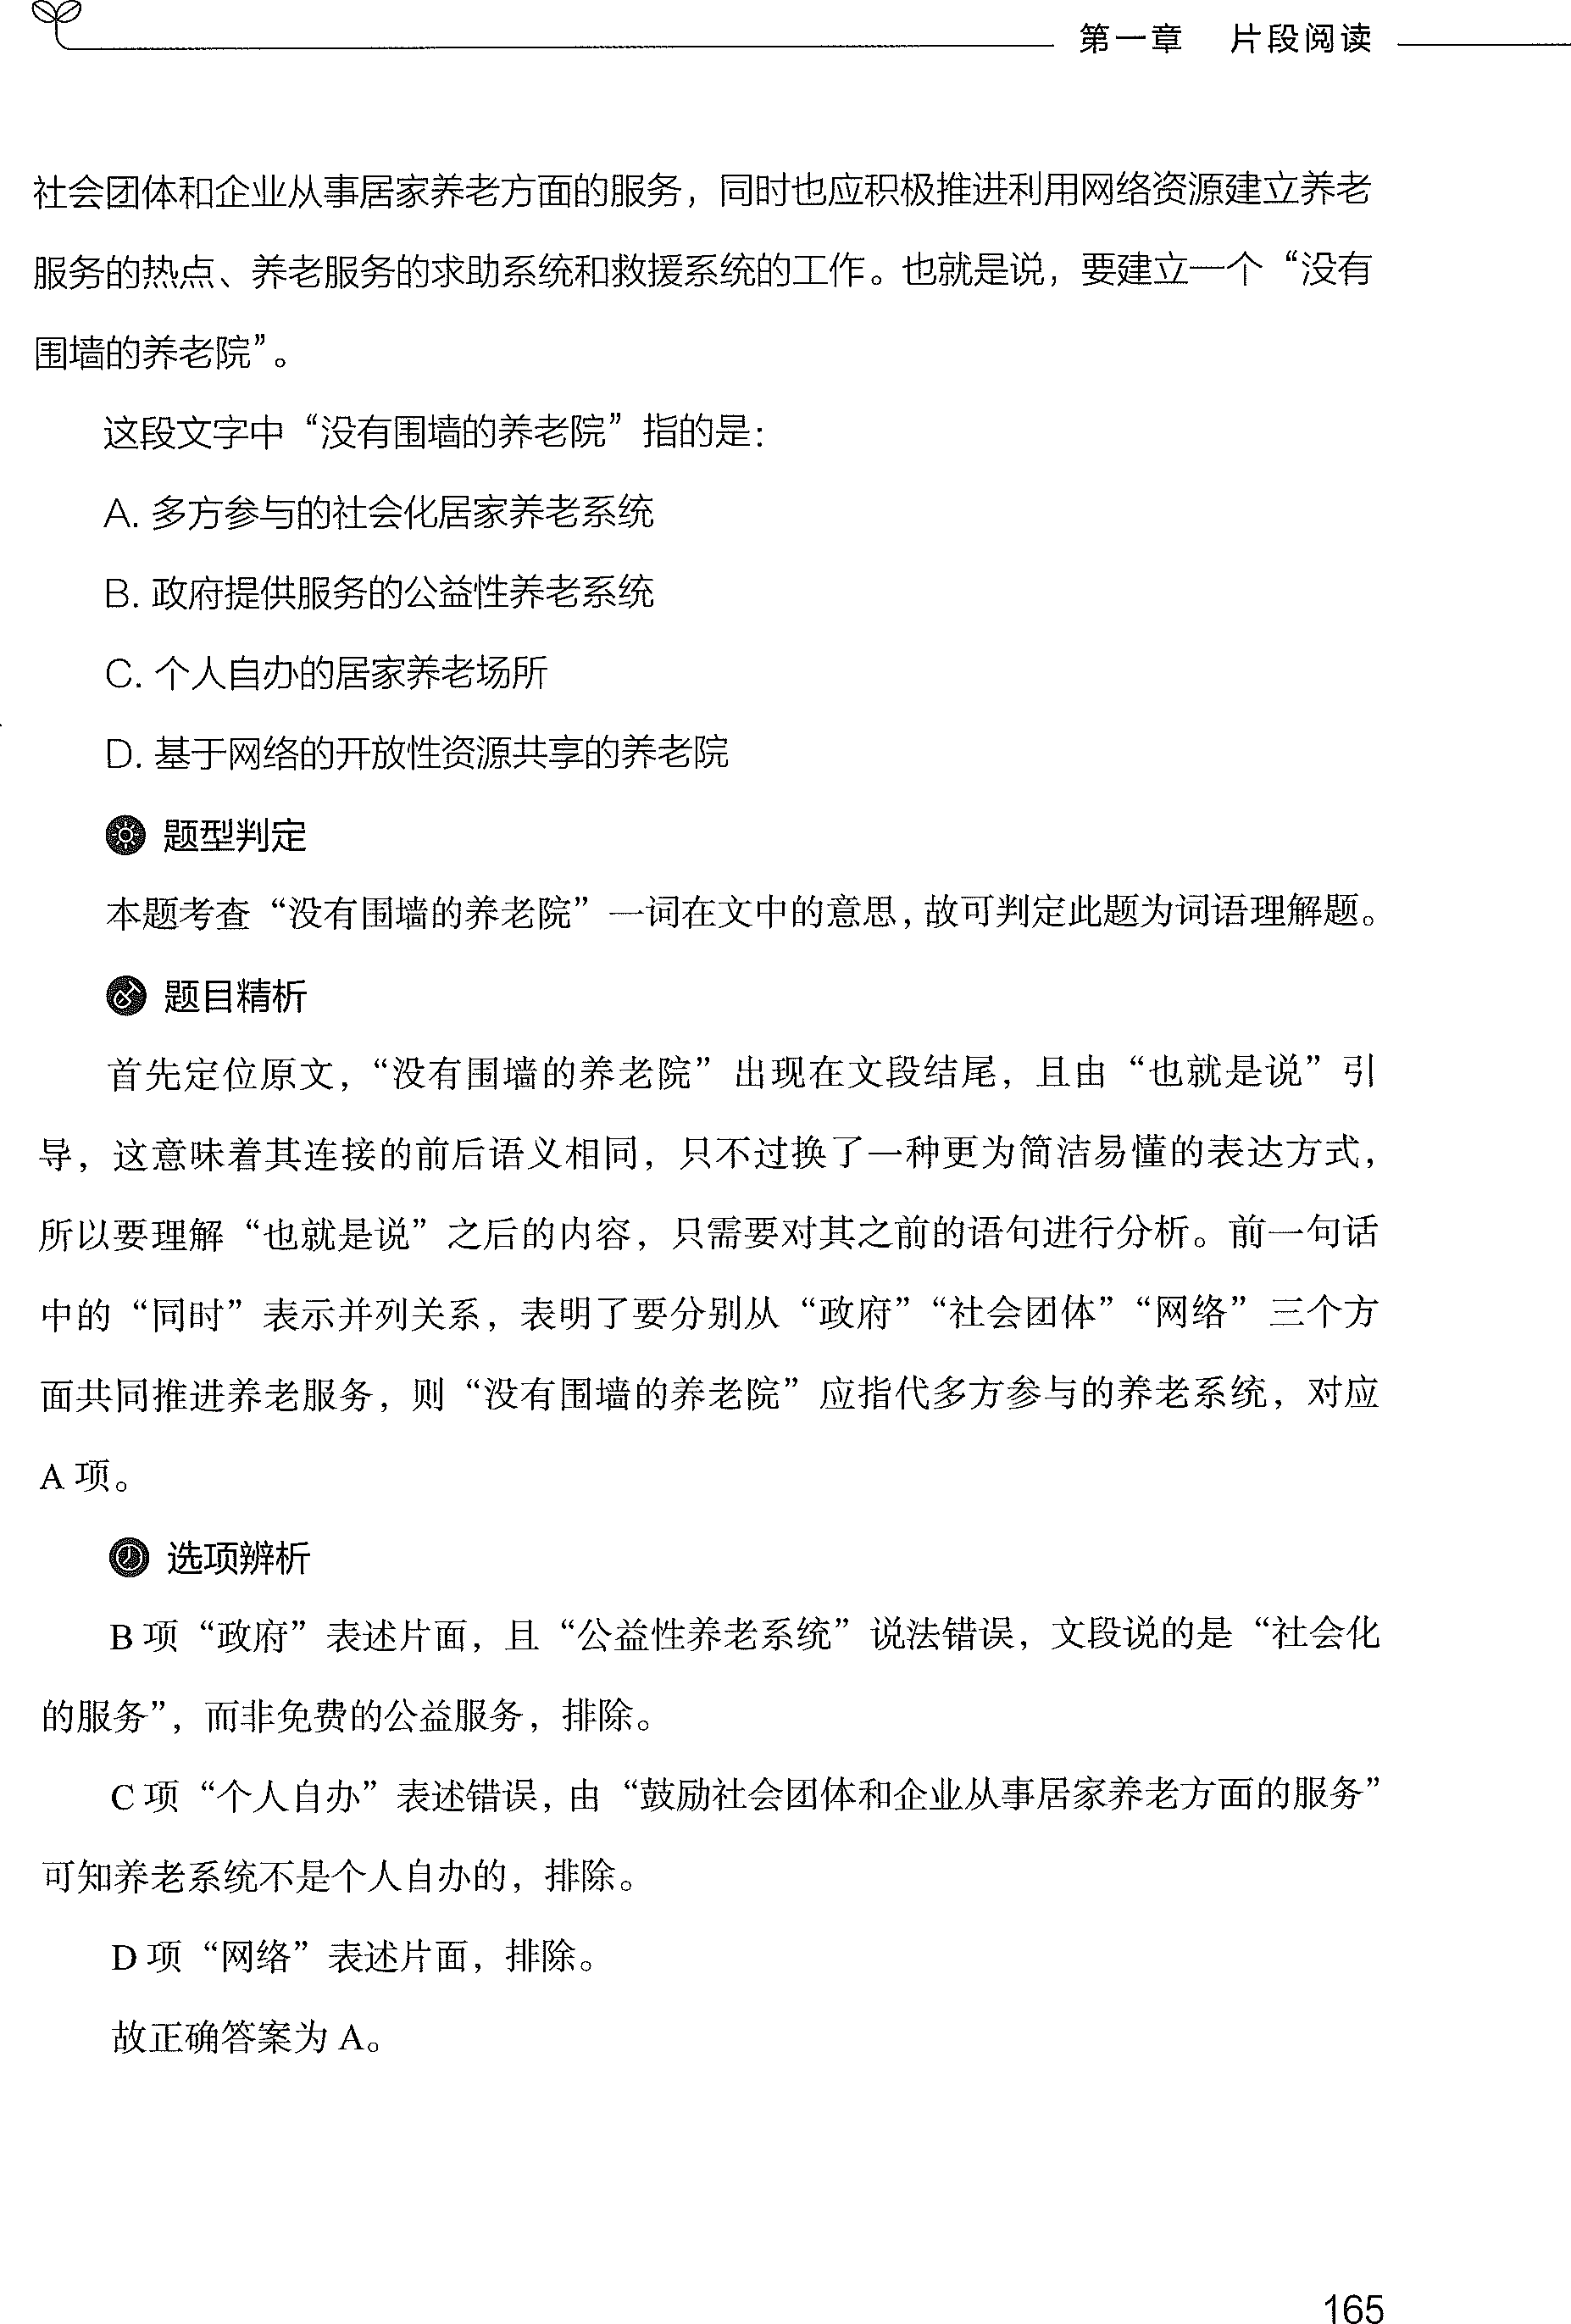 第一章 片段阅读
社会团体和企业从事居家养老方面的服务，同时也应积极推进利用网络资源建立养老
服务的热点、养老服务的求助系统和救援系统的工作。也就是说，要建立一个“没有
围墙的养老院”。
这段文字中“没有围墙的养老院”指的是：
A. 多方参与的社会化居家养老系统
B. 政府提供服务的公益性养老系统
C. 个人自办的居家养老场所
D. 基于网络的开放性资源共享的养老院
题型判定
本题考查“没有围墙的养老院”一词在文中的意思，故可判定此题为词语理解题。
题目精析
首先定位原文，“没有围墙的养老院”出现在文段结尾，且由“也就是说”引
导，这意味着其连接的前后语义相同，只不过换了一种更为简洁易懂的表达方式，
所以要理解“也就是说”之后的内容，只需要对其之前的语句进行分析。前一句话
中的“同时”表示并列关系，表明了要分别从“政府”“社会团体”“网络”三个方
面共同推进养老服务，则“没有围墙的养老院”应指代多方参与的养老系统，对应
A 项。
选项辨析
B 项“政府”表述片面，且“公益性养老系统”说法错误，文段说的是“社会化
的服务”，而非免费的公益服务，排除。
C 项“个人自办”表述错误，由“鼓励社会团体和企业从事居家养老方面的服务”
可知养老系统不是个人自办的，排除。
D 项“网络”表述片面，排除。
故正确答案为 A。
165